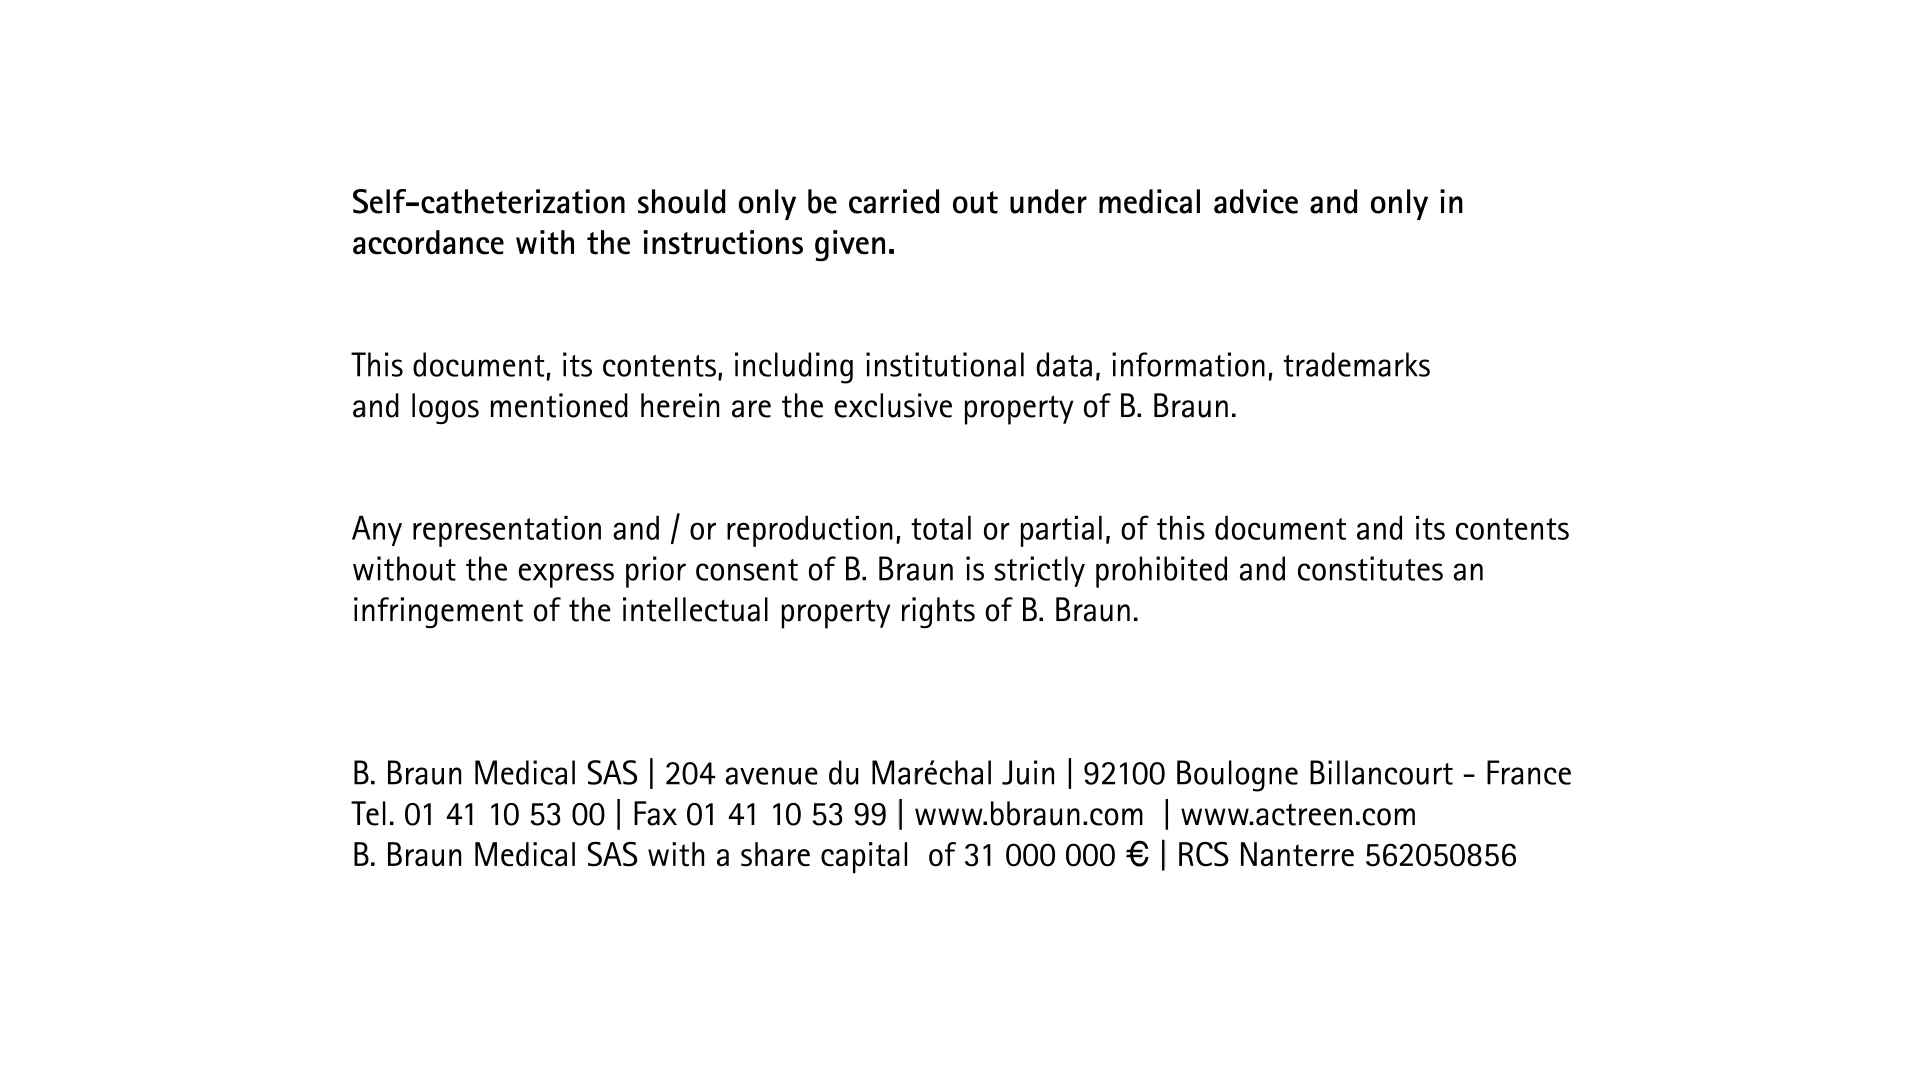 Self-catheterization should only be carried out under medical advice and only in
accordance with the instructions given.
This document, its contents, including institutional data, information, trademarks
and logos mentioned herein are the exclusive property of B. Braun.
Any representation and / or reproduction, total or partial, of this document and its contents
without the express prior consent of B. Braun is strictly prohibited and constitutes an
infringement of the intellectual property rights of B. Braun.
B. Braun Medical SAS | 204 avenue du Maréchal Juin | 92100 Boulogne Billancourt - France
Tel. 01 41 10 53 00 | Fax 01 41 10 53 99 | www.bbraun.com  | www.actreen.com
B. Braun Medical SAS with a share capital  of 31 000 000 € | RCS Nanterre 562050856